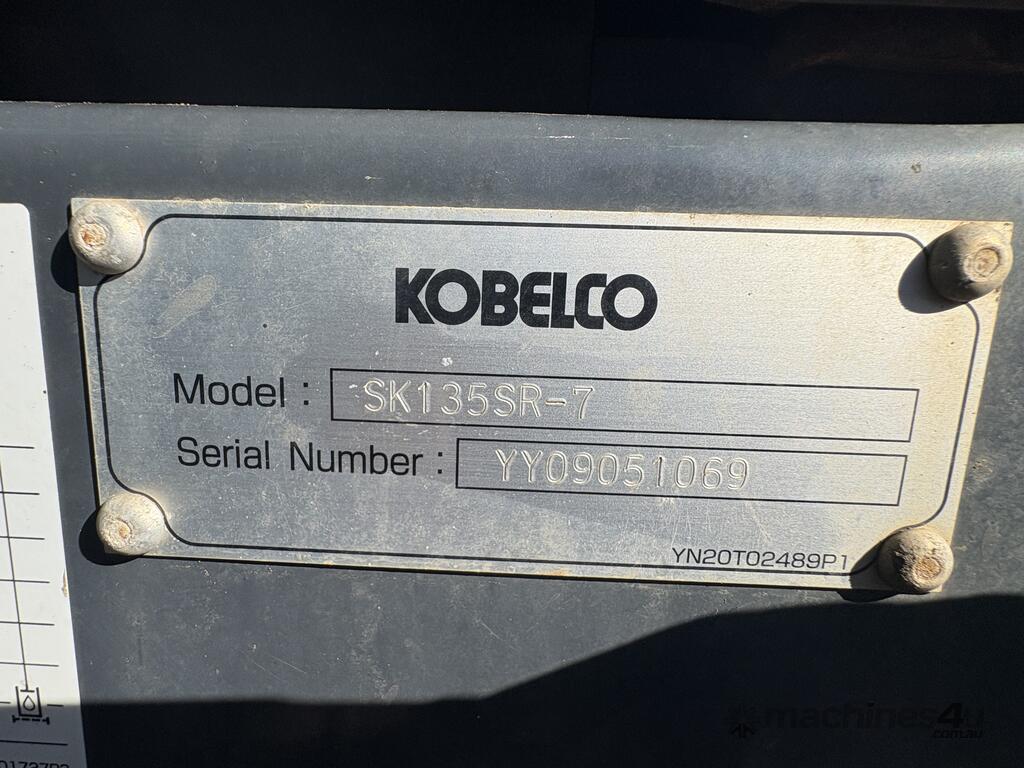 KOBELCO
Model : SK135SR-7
Serial Number : YY09051069
YN20T02489P1
machines4u
.com.au